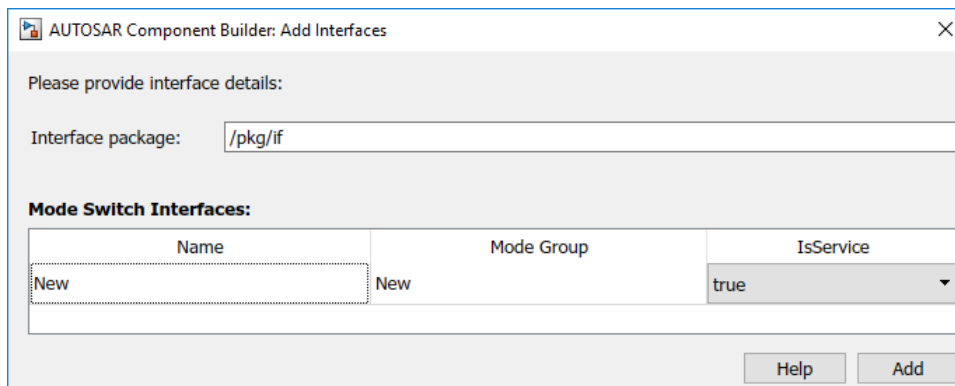 AUTOSAR Component Builder: Add Interfaces
Please provide interface details:
Interface package: /pkg/if
Mode Switch Interfaces:
Name Mode Group IsService
New New true
Help Add